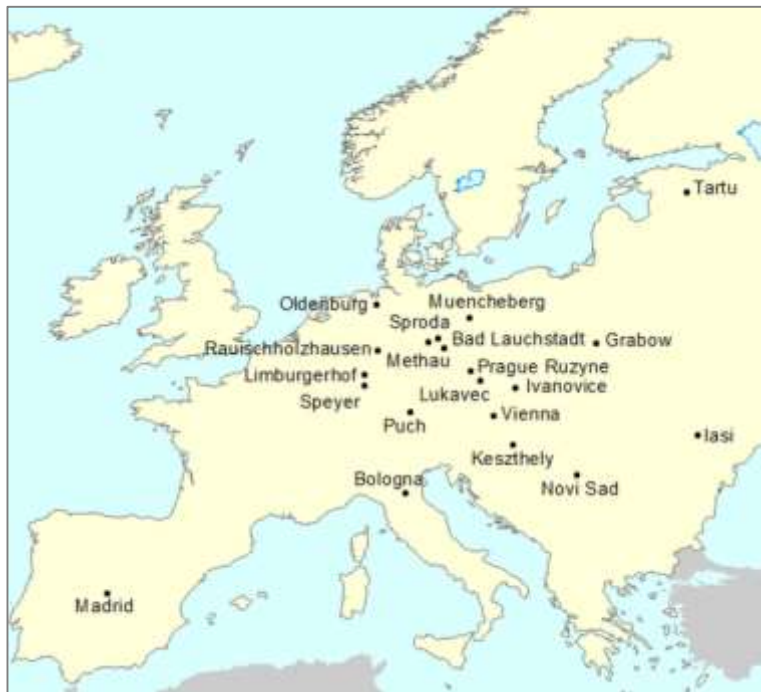 Tartu
Oldenburg
Muencheberg
Sproda
Bad Lauchstadt
Grabow
Rauischholzhausen
Methau
Prague Ruzyne
Limburgerhof
Lukavec
Ivanovice
Speyer
Vienna
Puch
Iasi
Keszthely
Bologna
Novi Sad
Madrid